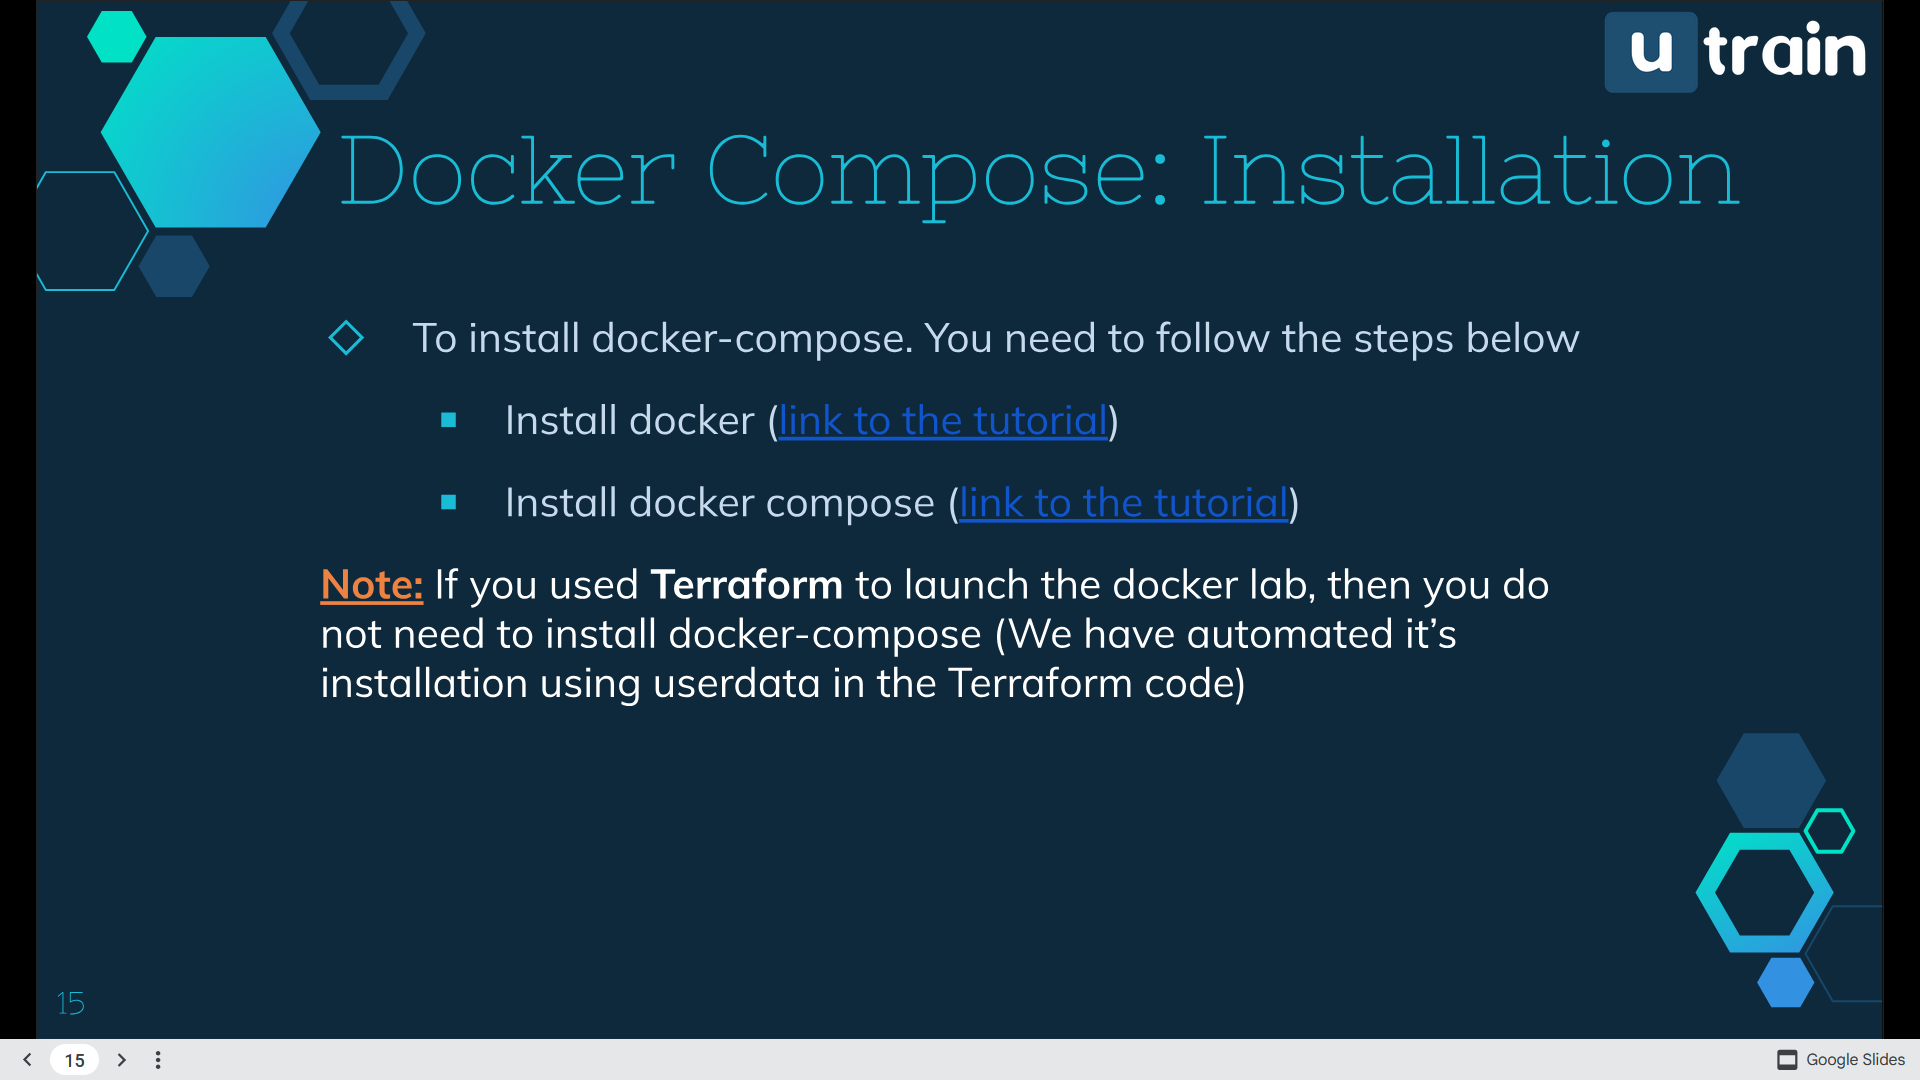 u train
Docker Compose: Installation
To install docker-compose. You need to follow the steps below
Install docker (link to the tutorial)
Install docker compose (link to the tutorial)
Note: If you used Terraform to launch the docker lab, then you do
not need to install docker-compose (We have automated it’s
installation using userdata in the Terraform code)
15
15
Google Slides